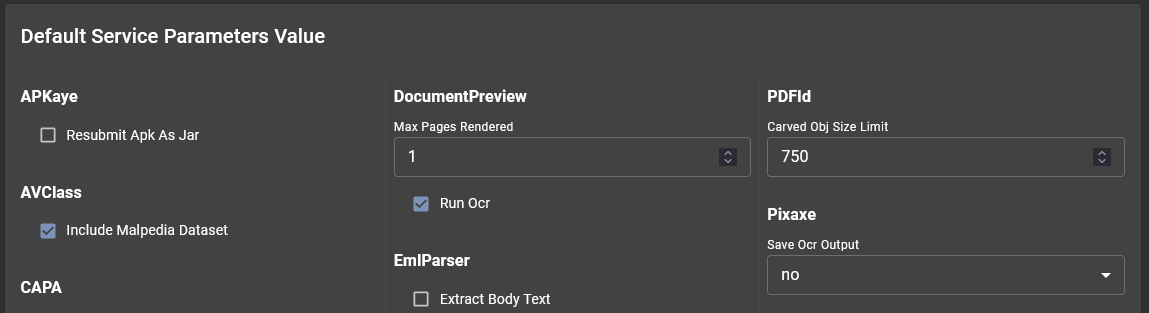 Default Service Parameters Value
APKaye
Resubmit Apk As Jar
AVClass
Include Malpedia Dataset
CAPA
DocumentPreview
Max Pages Rendered
1
Run Ocr
EmlParser
Extract Body Text
PDFId
Carved Obj Size Limit
750
Pixaxe
Save Ocr Output
no